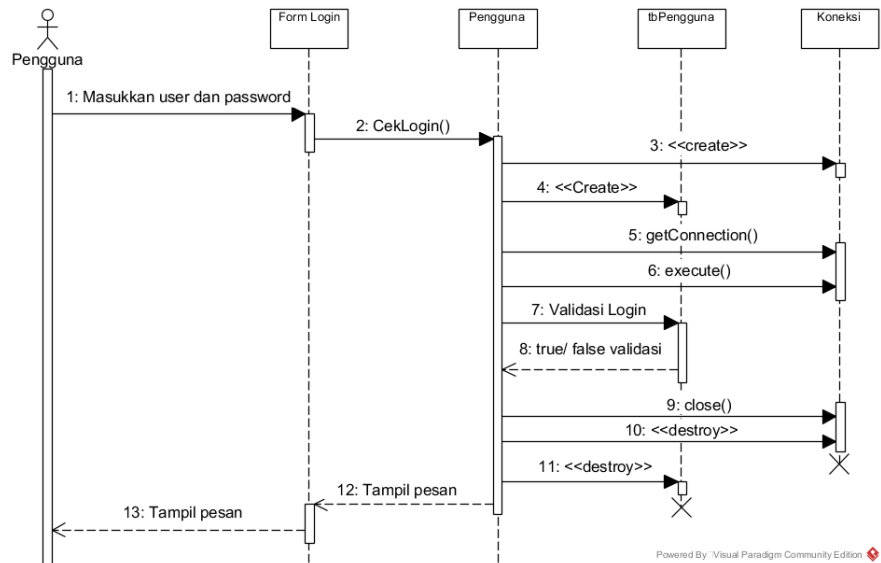 Form Login
Pengguna
tbPengguna
Koneksi
Pengguna
1: Masukkan user dan password
2: CekLogin()
3: <<create>>
4: <<Create>>
5: getConnection()
6: execute()
7: Validasi Login
8: true/ false validasi
9: close()
10: <<destroy>>
11: <<destroy>>
12: Tampil pesan
13: Tampil pesan
Powered By Visual Paradigm Community Edition